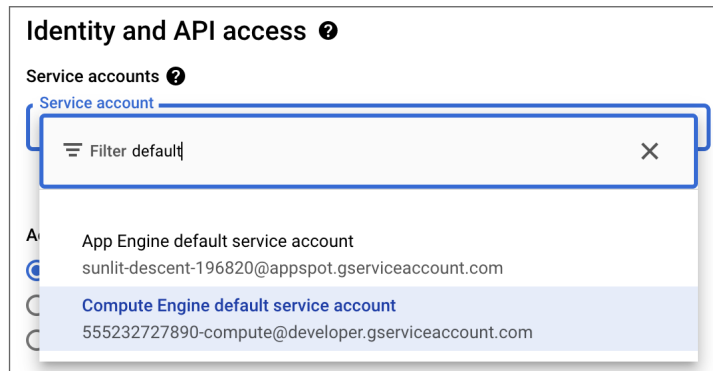 Identity and API access
Service accounts
Service account
Filter default
App Engine default service account
sunlit-descent-196820@appspot.gserviceaccount.com
Compute Engine default service account
555232727890-compute@developer.gserviceaccount.com